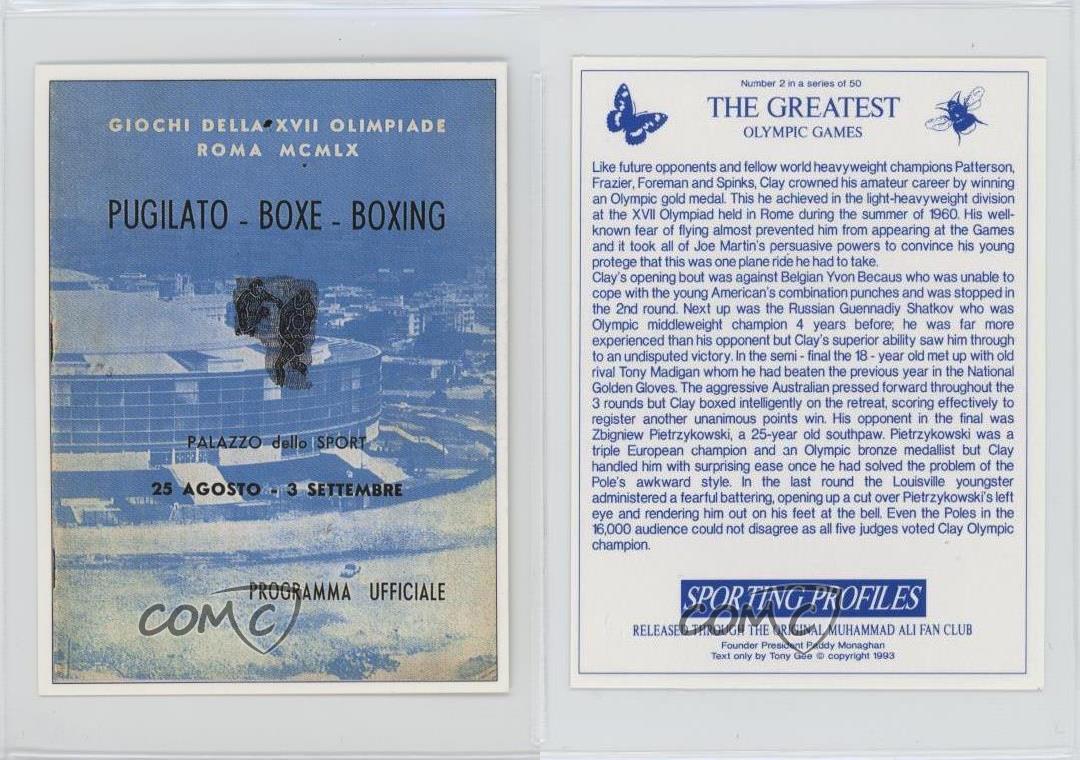 GIOCHI DELLA XVII OLIMPIADE
ROMA MCMLX
PUGILATO - BOXE - BOXING
PALAZZO dello SPORT
25 AGOSTO - 3 SETTEMBRE
PROGRAMMA UFFICIALE
COMC
Number 2 in a series of 50
THE GREATEST
OLYMPIC GAMES
Like future opponents and fellow world heavyweight champions Patterson,
Frazier, Foreman and Spinks, Clay crowned his amateur career by winning
an Olympic gold medal. This he achieved in the light-heavyweight division
at the XVII Olympiad held in Rome during the summer of 1960. His well-
known fear of flying almost prevented him from appearing at the Games
and it took all of Joe Martin's persuasive powers to convince his young
protege that this was one plane ride he had to take.
Clay's opening bout was against Belgian Yvon Becaus who was unable to
cope with the young American's combination punches and was stopped in
the 2nd round. Next up was the Russian Guennadiy Shatkov who was
Olympic middleweight champion 4 years before; he was far more
experienced than his opponent but Clay's superior ability saw him through
to an undisputed victory. In the semi - final the 18 - year old met up with old
rival Tony Madigan whom he had beaten the previous year in the National
Golden Gloves. The aggressive Australian pressed forward throughout the
3 rounds but Clay boxed intelligently on the retreat, scoring effectively to
register another unanimous points win. His opponent in the final was
Zbigniew Pietrzykowski, a 25-year old southpaw. Pietrzykowski was a
triple European champion and an Olympic bronze medallist but Clay
handled him with surprising ease once he had solved the problem of the
Pole's awkward style. In the last round the Louisville youngster
administered a fearful battering, opening up a cut over Pietrzykowski's left
eye and rendering him out on his feet at the bell. Even the Poles in the
16,000 audience could not disagree as all five judges voted Clay Olympic
champion.
SPORTING PROFILES
COMC
RELEASED THROUGH THE ORIGINAL MUHAMMAD ALI FAN CLUB
Founder President Paddy Monaghan
Text only by Tony Gee © copyright 1993